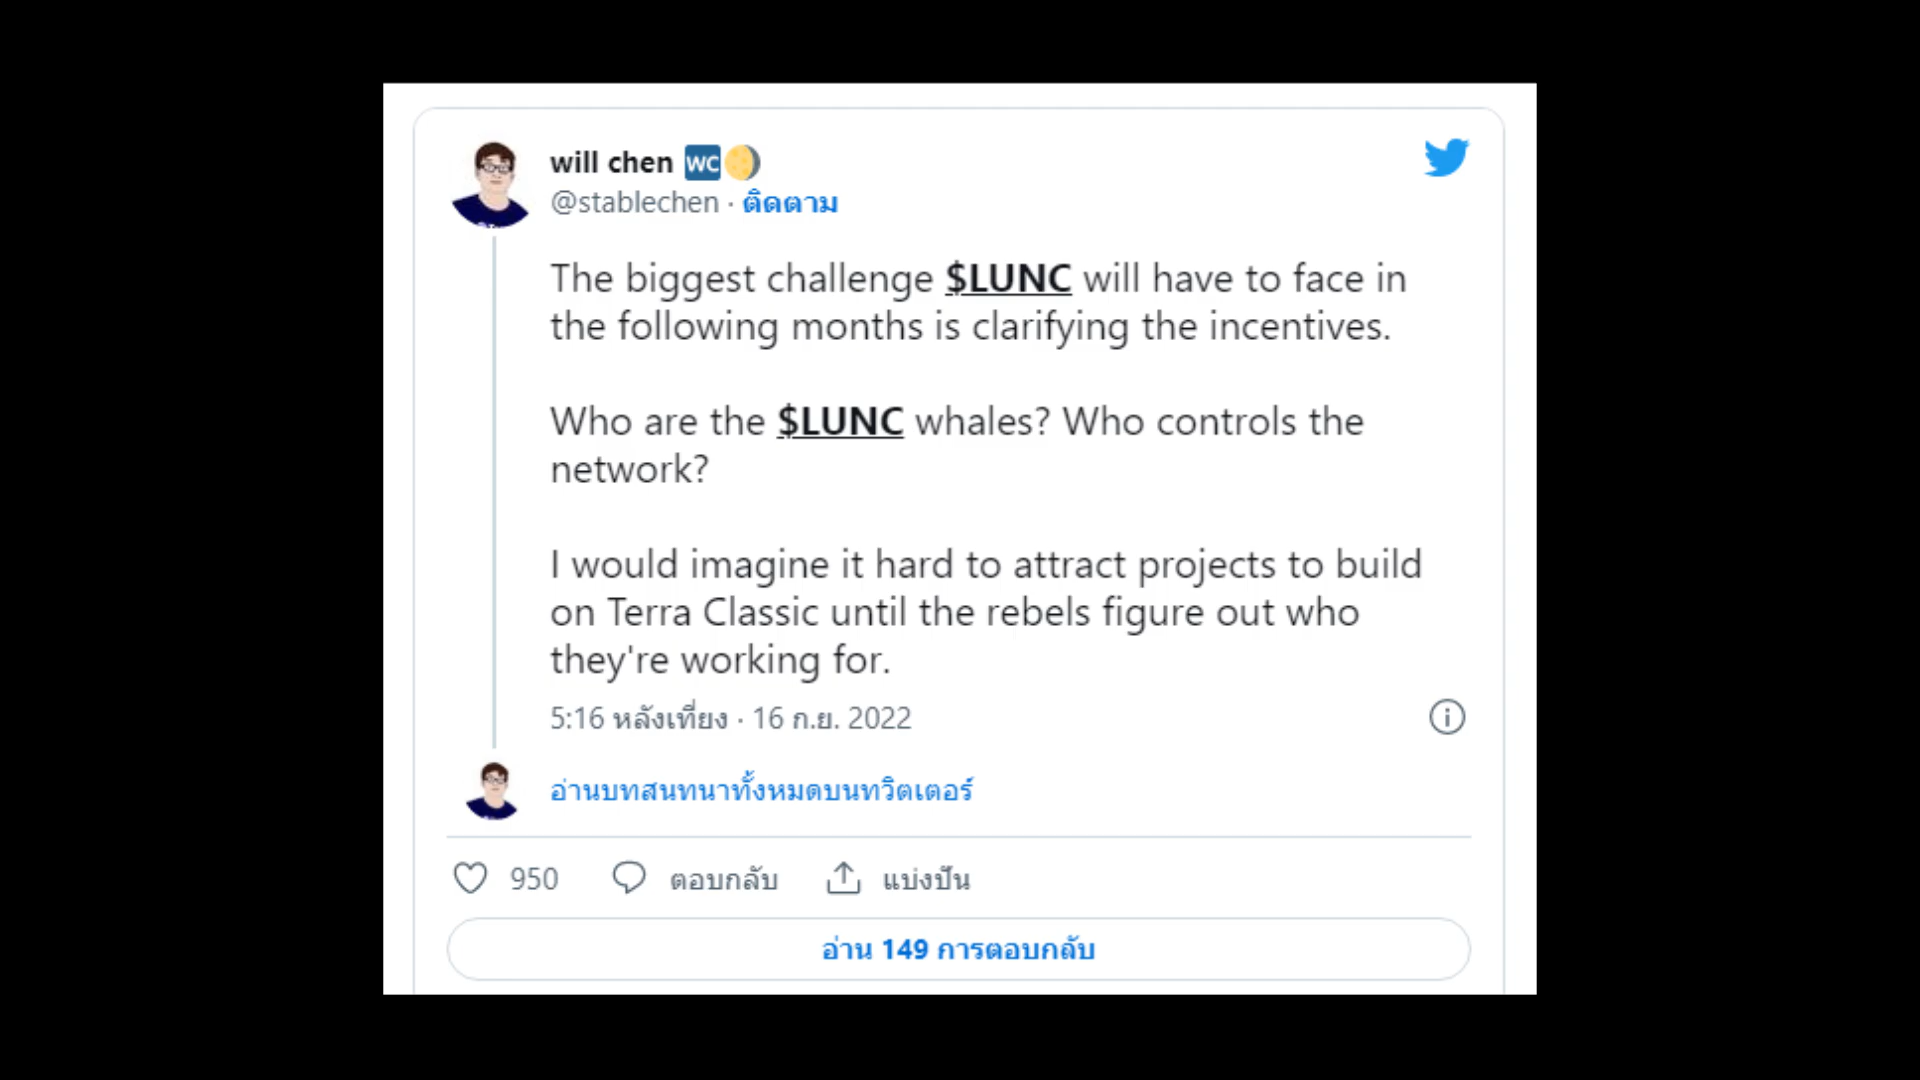 will chen WC
@stablechen · ติดตาม
The biggest challenge $LUNC will have to face in
the following months is clarifying the incentives.
Who are the $LUNC whales? Who controls the
network?
I would imagine it hard to attract projects to build
on Terra Classic until the rebels figure out who
they're working for.
5:16 หลังเที่ยง · 16 ก.ย. 2022
อ่านบทสนทนาทั้งหมดบนทวิตเตอร์
950 ตอบกลับ แบ่งปัน
อ่าน 149 การตอบกลับ